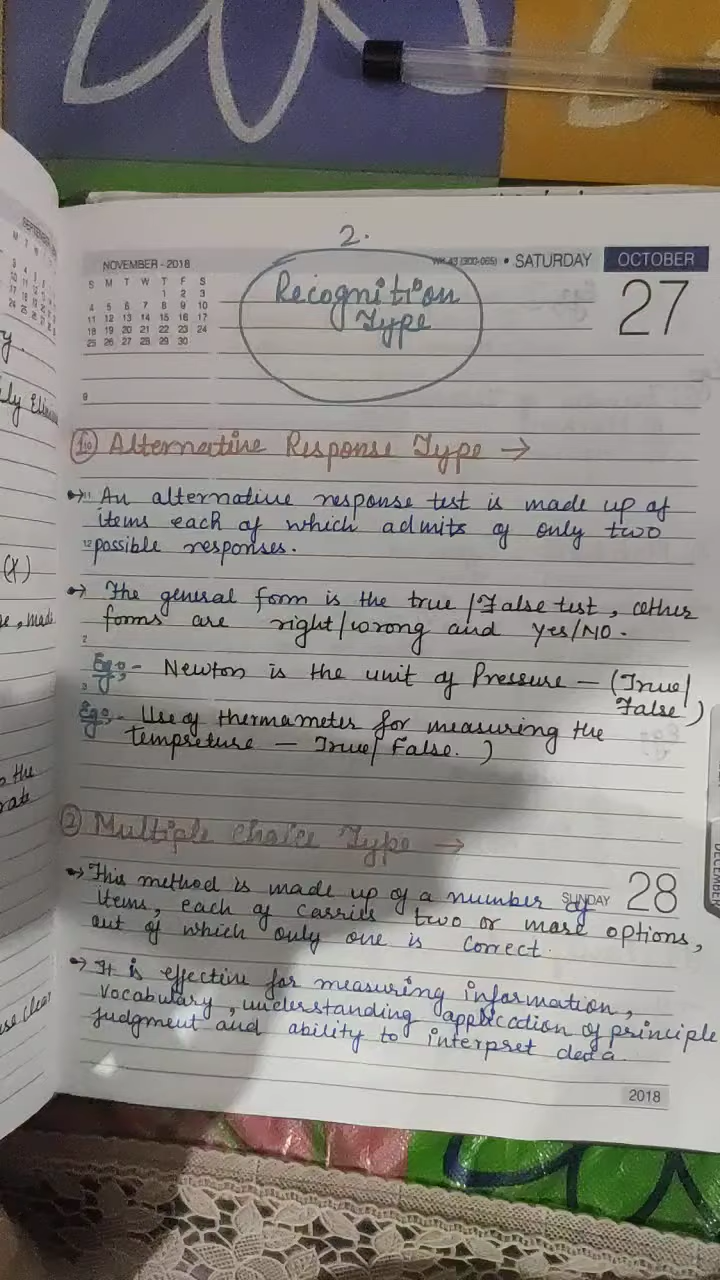 2.
NOVEMBER - 2018
S M T W T F S
1 2 3
4 5 6 7 8 9 10
11 12 13 14 15 16 17
18 19 20 21 22 23 24
25 26 27 28 29 30
WK 43 (300-065) • SATURDAY OCTOBER
27
Recognition
Type
9
1. Alternative Response Type →
→ An alternative response test is made up of
items each of which admits of only two
possible responses.
→ The general form is the true/False test, other
forms are right/wrong and Yes/NO.
Eg:- Newton is the unit of Pressure - (True/
False)
Eg:- Use of thermameter for measuring the
tempreture - True/False.)
2 Multiple Choice Type →
SUNDAY 28
→ This method is made up of a number of
items, each of carries two or more options,
out of which only one is correct.
→ It is effective for measuring information,
vocabulary, understanding application of principle
judgment and ability to interpret data
2018
DECEMBER
(X)